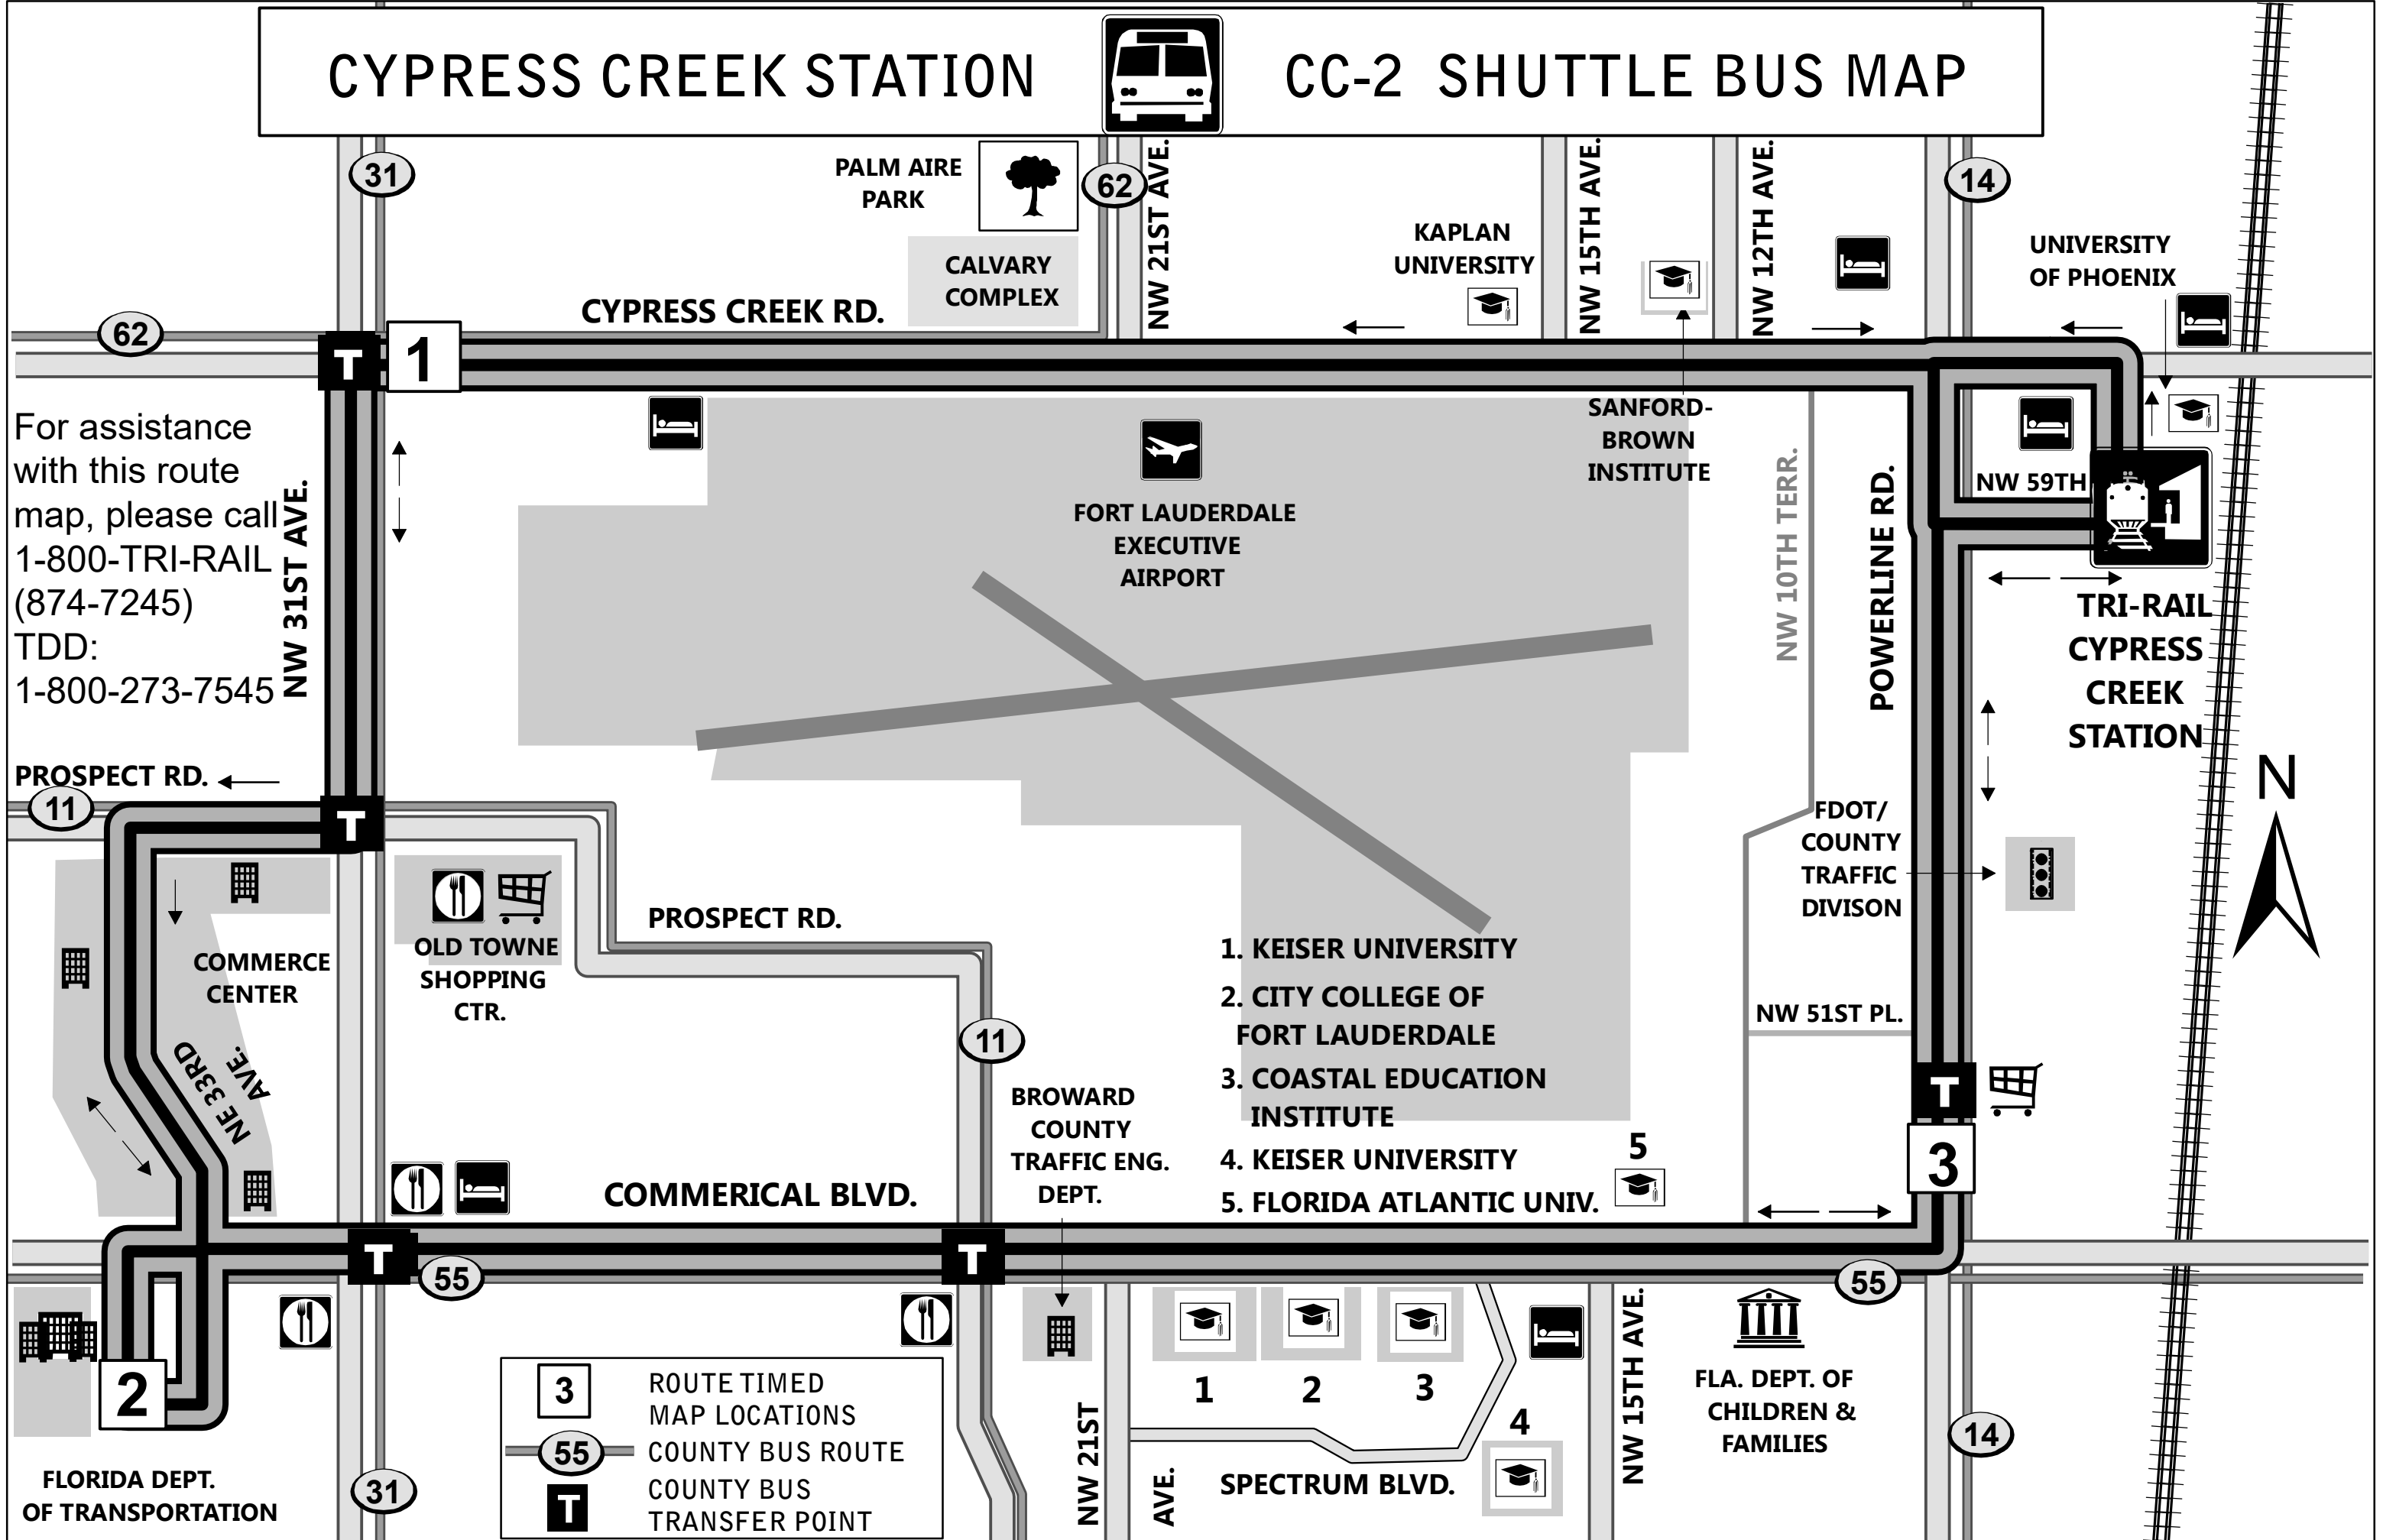 CYPRESS CREEK STATION
CC-2 SHUTTLE BUS MAP
31
PALM AIRE
PARK
62
NW 21ST AVE.
NW 15TH AVE.
NW 12TH AVE.
14
CALVARY
COMPLEX
KAPLAN
UNIVERSITY
UNIVERSITY
OF PHOENIX
CYPRESS CREEK RD.
62
T
1
For assistance
with this route
map, please call
1-800-TRI-RAIL
(874-7245)
TDD:
1-800-273-7545
NW 31ST AVE.
SANFORD-
BROWN
INSTITUTE
FORT LAUDERDALE
EXECUTIVE
AIRPORT
NW 10TH TERR.
POWERLINE RD.
NW 59TH
TRI-RAIL
CYPRESS
CREEK
STATION
N
PROSPECT RD.
11
T
FDOT/
COUNTY
TRAFFIC
DIVISON
COMMERCE
CENTER
OLD TOWNE
SHOPPING
CTR.
PROSPECT RD.
11
NE 33RD
AVE.
1. KEISER UNIVERSITY
2. CITY COLLEGE OF
FORT LAUDERDALE
3. COASTAL EDUCATION
INSTITUTE
4. KEISER UNIVERSITY
5. FLORIDA ATLANTIC UNIV.
5
NW 51ST PL.
T
3
BROWARD
COUNTY
TRAFFIC ENG.
DEPT.
COMMERICAL BLVD.
T
55
T
55
2
FLORIDA DEPT.
OF TRANSPORTATION
31
3
ROUTE TIMED
MAP LOCATIONS
55
COUNTY BUS ROUTE
T
COUNTY BUS
TRANSFER POINT
NW 21ST
AVE.
1
2
3
4
SPECTRUM BLVD.
NW 15TH AVE.
FLA. DEPT. OF
CHILDREN &
FAMILIES
14